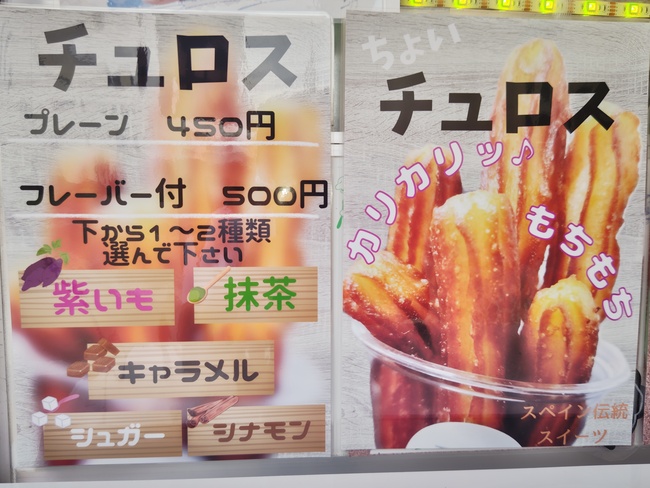 チュロス
プレーン 450円
フレーバー付 500円
下から1〜2種類
選んで下さい
紫いも
抹茶
キャラメル
シュガー
シナモン
ちょい
チュロス
カリカリッ♪
もちもち
スペイン伝統
スイーツ